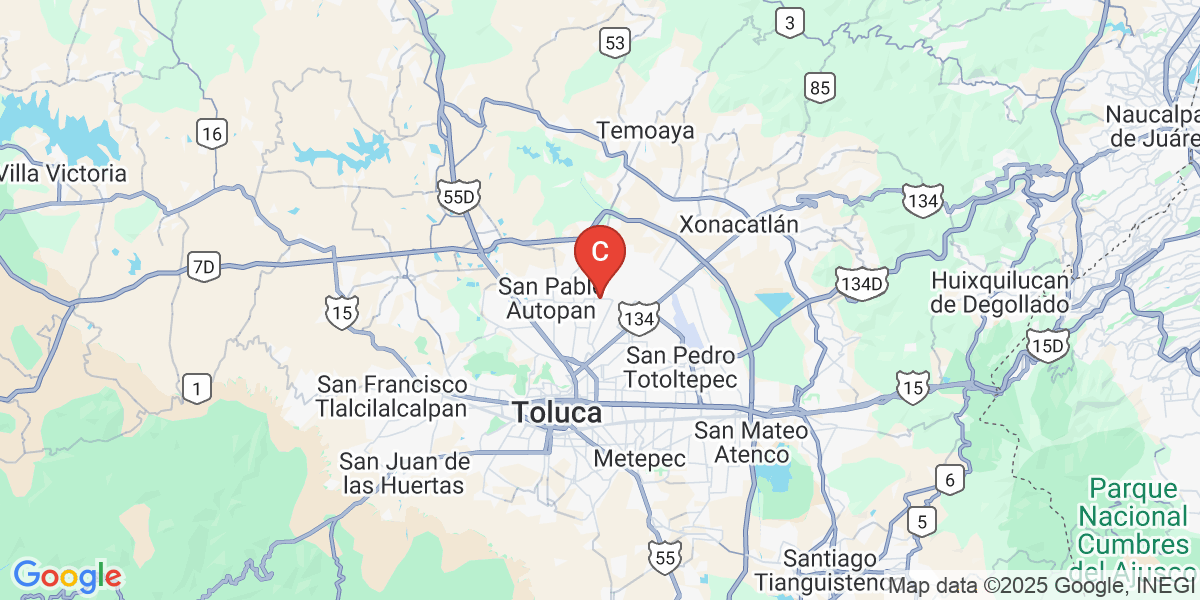 3
53
85
Naucalpa
de Juáre
16
Temoaya
Villa Victoria
55D
134
Xonacatlán
C
7D
San Pablo
Autopan
134D
Huixquilucan
de Degollado
15
134
15D
San Pedro
Totoltepec
1
San Francisco
Tlalcilalcalpan
15
Toluca
San Mateo
Atenco
San Juan de
las Huertas
Metepec
6
Parque
Nacional
Cumbres
del Ajusco
5
55
Santiago
Tianguistenco
Google
Map data ©2025 Google, INEGI